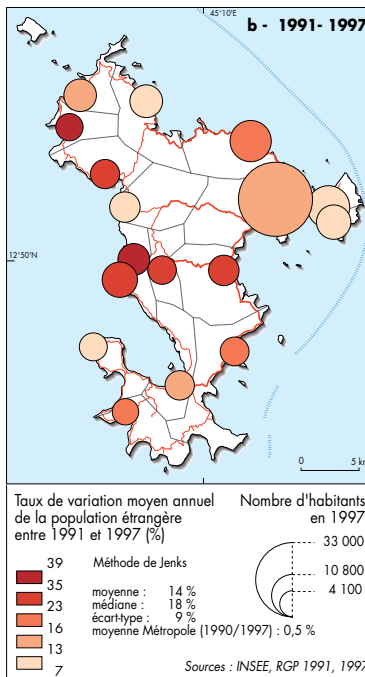 45°10'E
b - 1991- 1997
12°50'N
0 5 km
Taux de variation moyen annuel
de la population étrangère
entre 1991 et 1997 (%)
39
35
23
16
13
7
Méthode de Jenks
moyenne : 14 %
médiane : 18 %
écart-type : 9 %
moyenne Métropole (1990/1997) : 0,5 %
Nombre d'habitants
en 1997
33 000
10 800
4 100
Sources : INSEE, RGP 1991, 1997